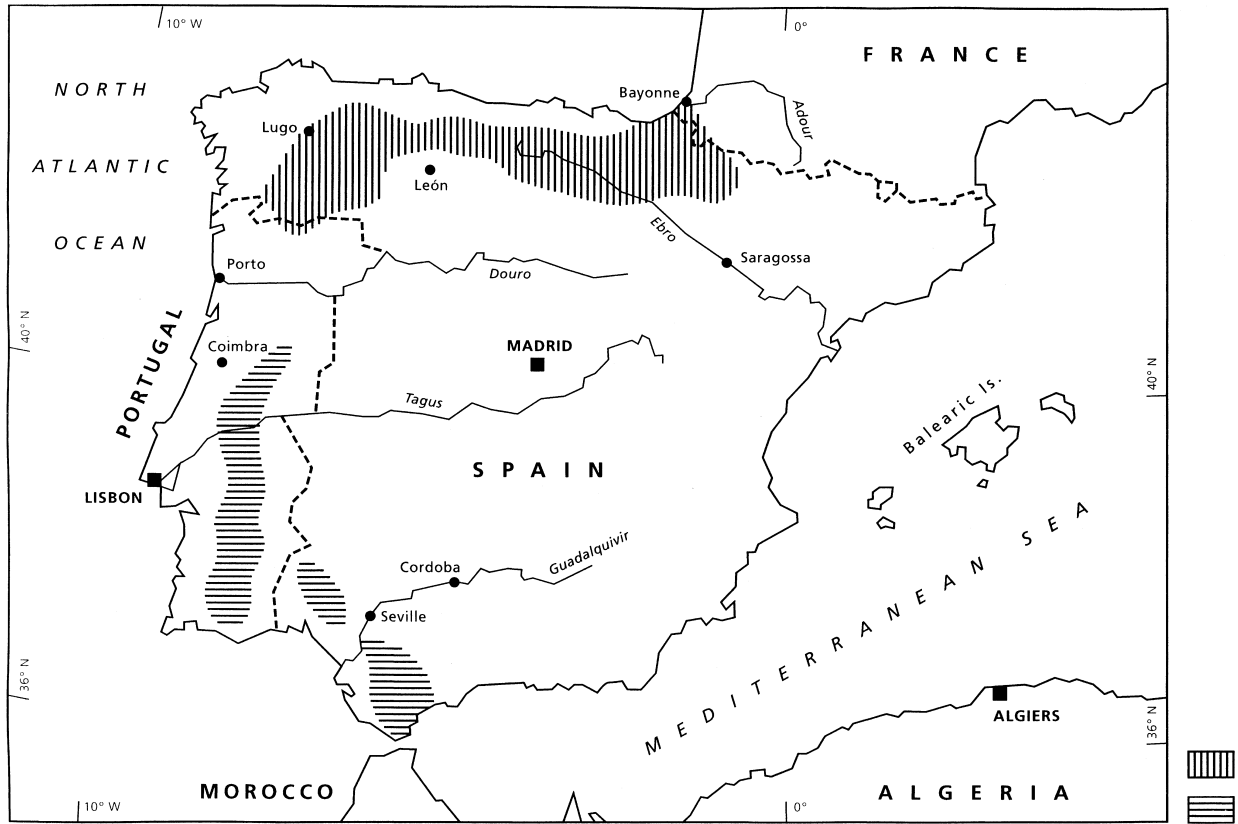 10° W
0°
FRANCE
NORTH
ATLANTIC
OCEAN
Bayonne
Adour
Lugo
León
Ebro
Porto
Douro
Saragossa
40° N
PORTUGAL
Coimbra
MADRID
40° N
Tagus
Balearic Is.
SPAIN
LISBON
MEDITERRANEAN SEA
Cordoba
Guadalquivir
Seville
36° N
ALGIERS
36° N
MOROCCO
ALGERIA
10° W
0°